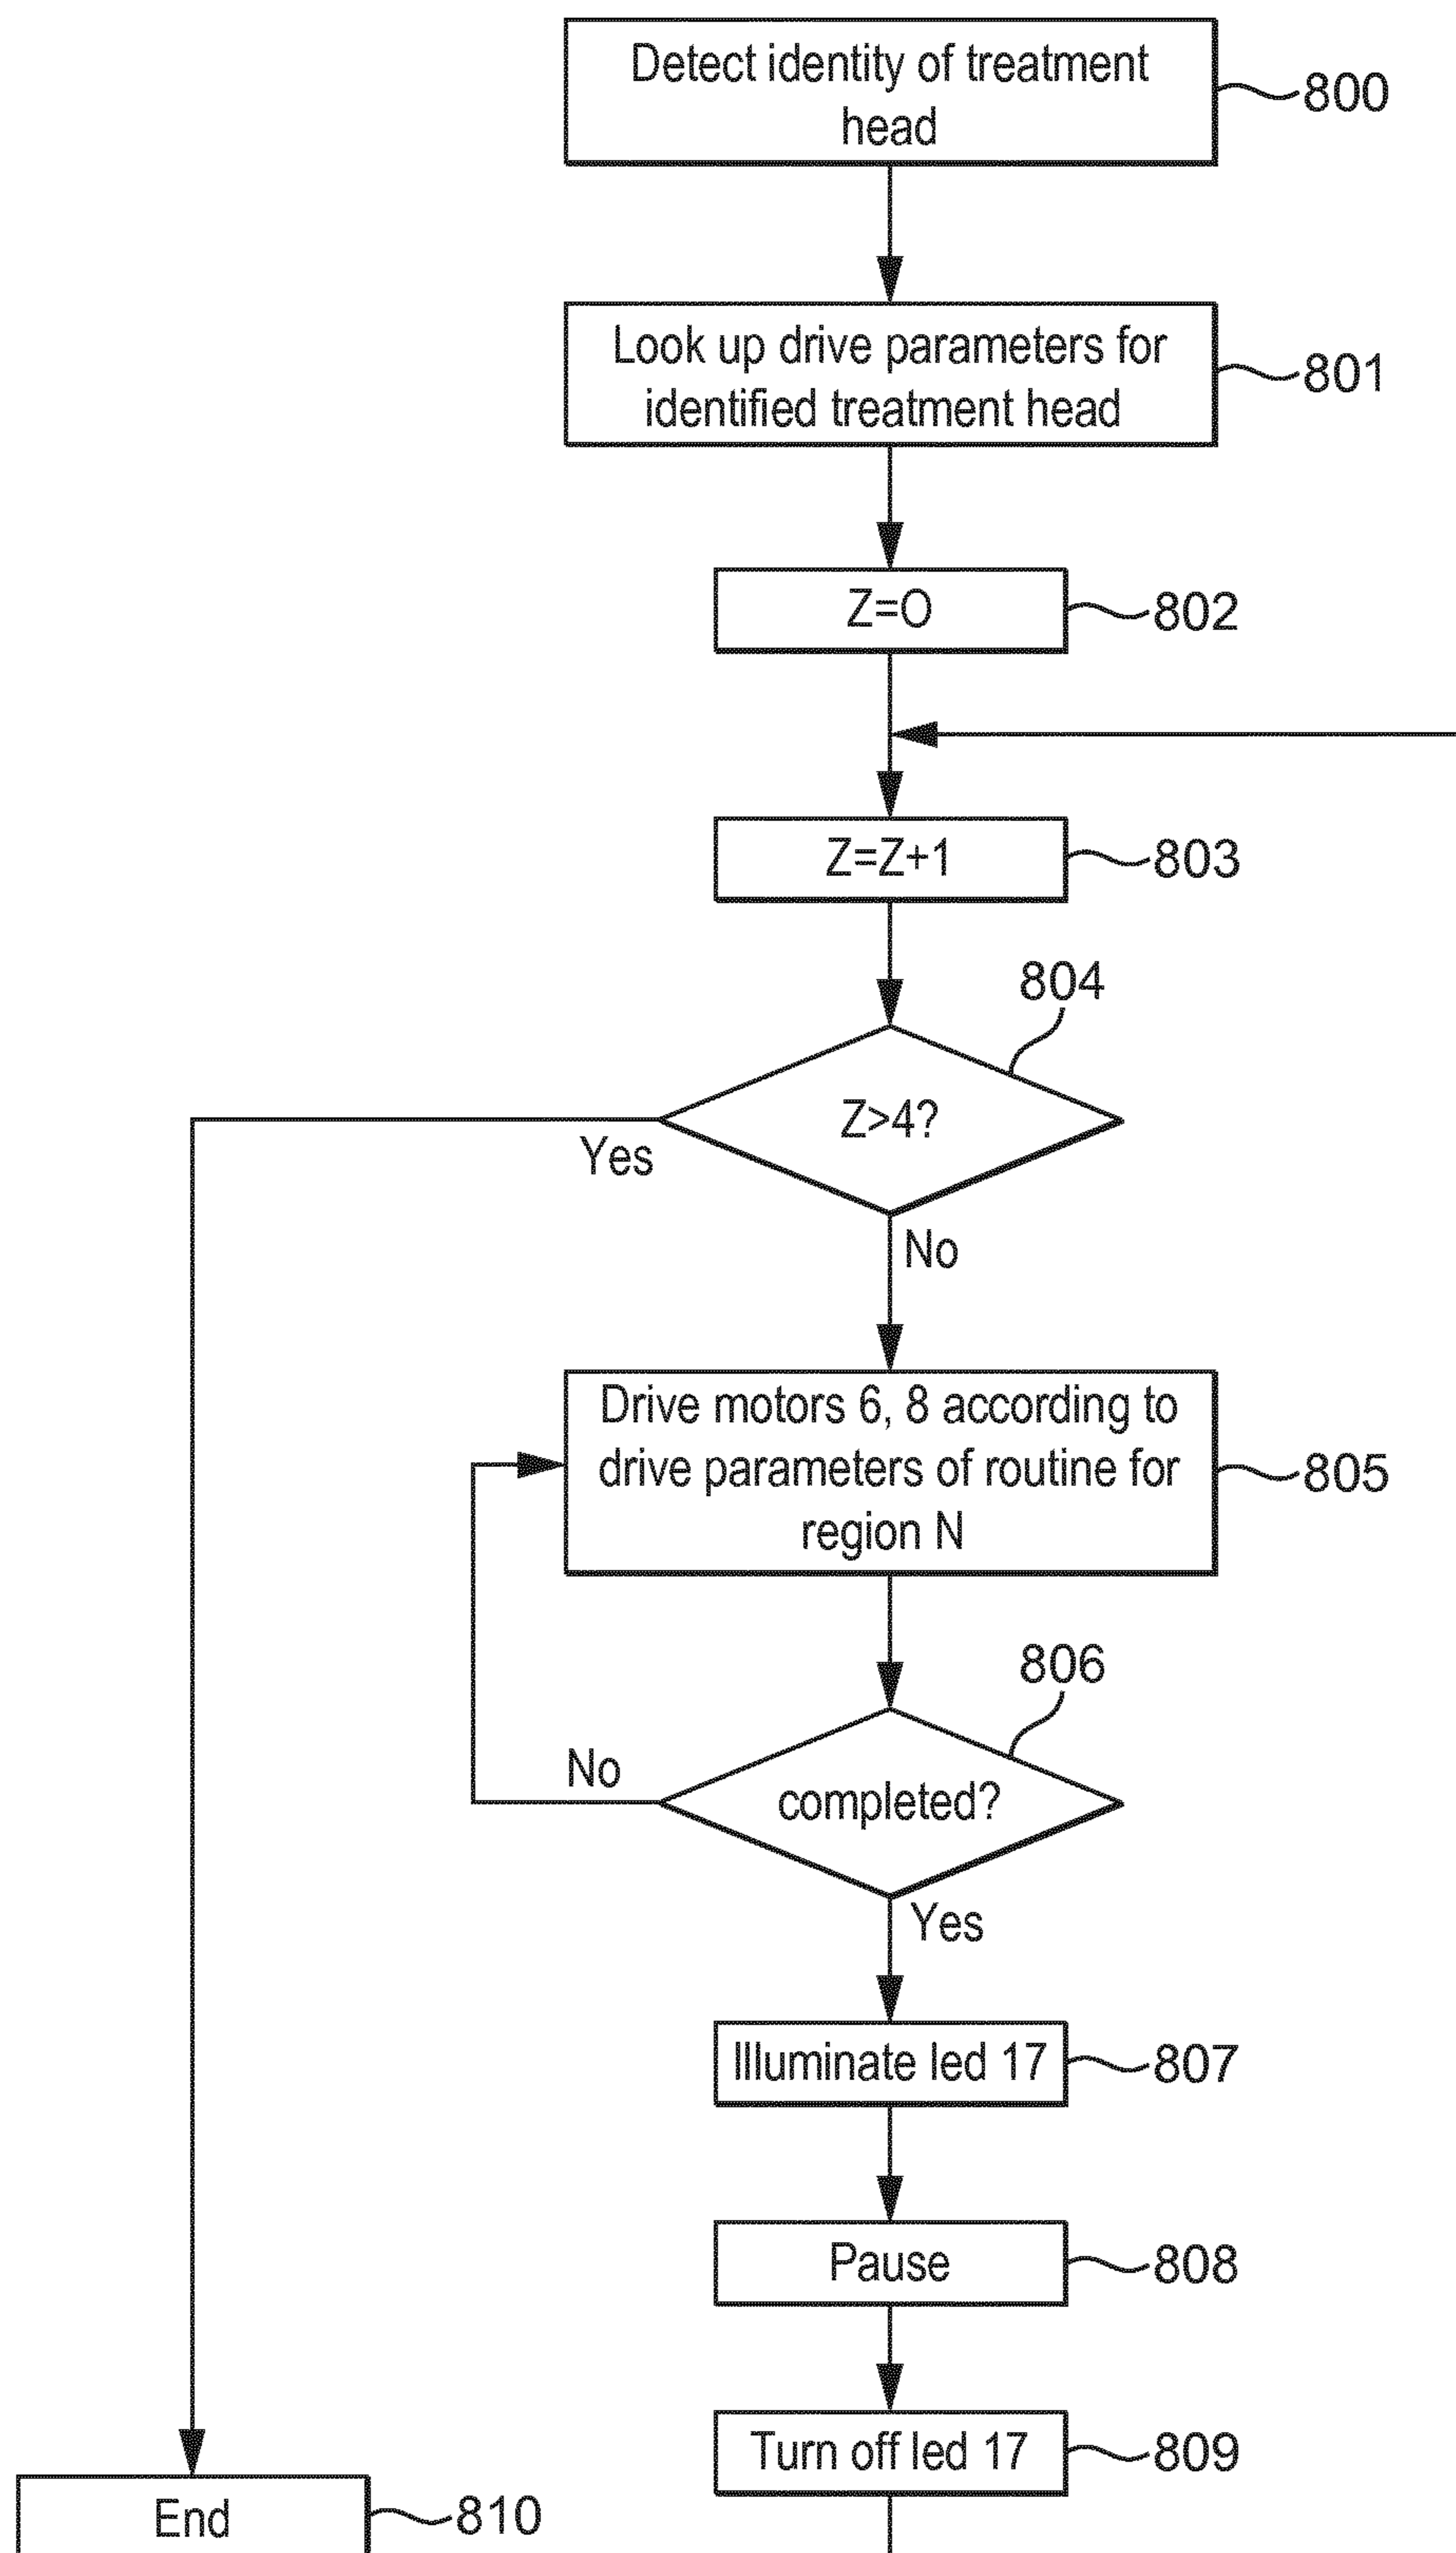 Detect identity of treatment
head
800
Look up drive parameters for
identified treatment head
801
Z=O
802
Z=Z+1
803
804
Z>4?
Yes
No
Drive motors 6, 8 according to
drive parameters of routine for
region N
805
806
No
completed?
Yes
Illuminate led 17
807
Pause
808
Turn off led 17
809
End
810